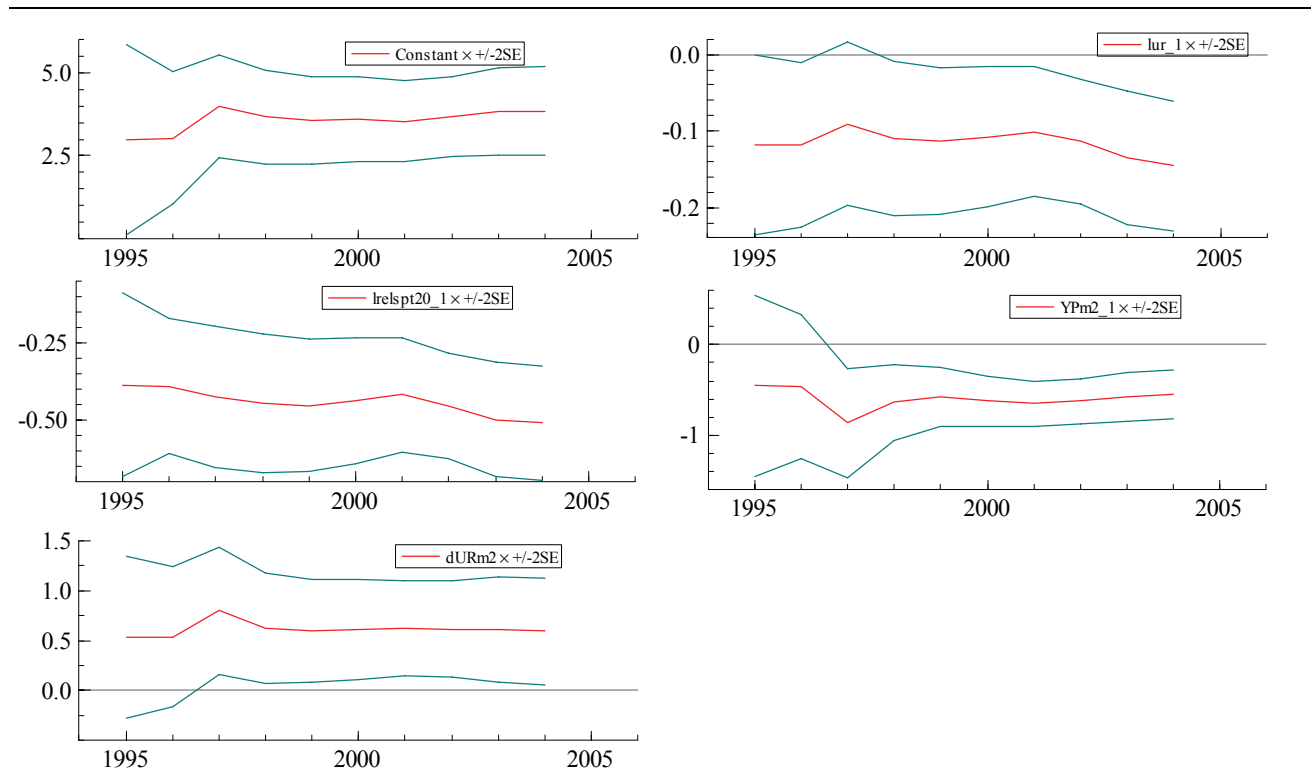 Constant × +/-2SE
5.0
2.5
1995 2000 2005
lur_1 × +/-2SE
0.0
-0.1
-0.2
1995 2000 2005
lrelspt20_1 × +/-2SE
-0.25
-0.50
1995 2000 2005
YPm2_1 × +/-2SE
0
-1
1995 2000 2005
dURm2 × +/-2SE
1.5
1.0
0.5
0.0
1995 2000 2005